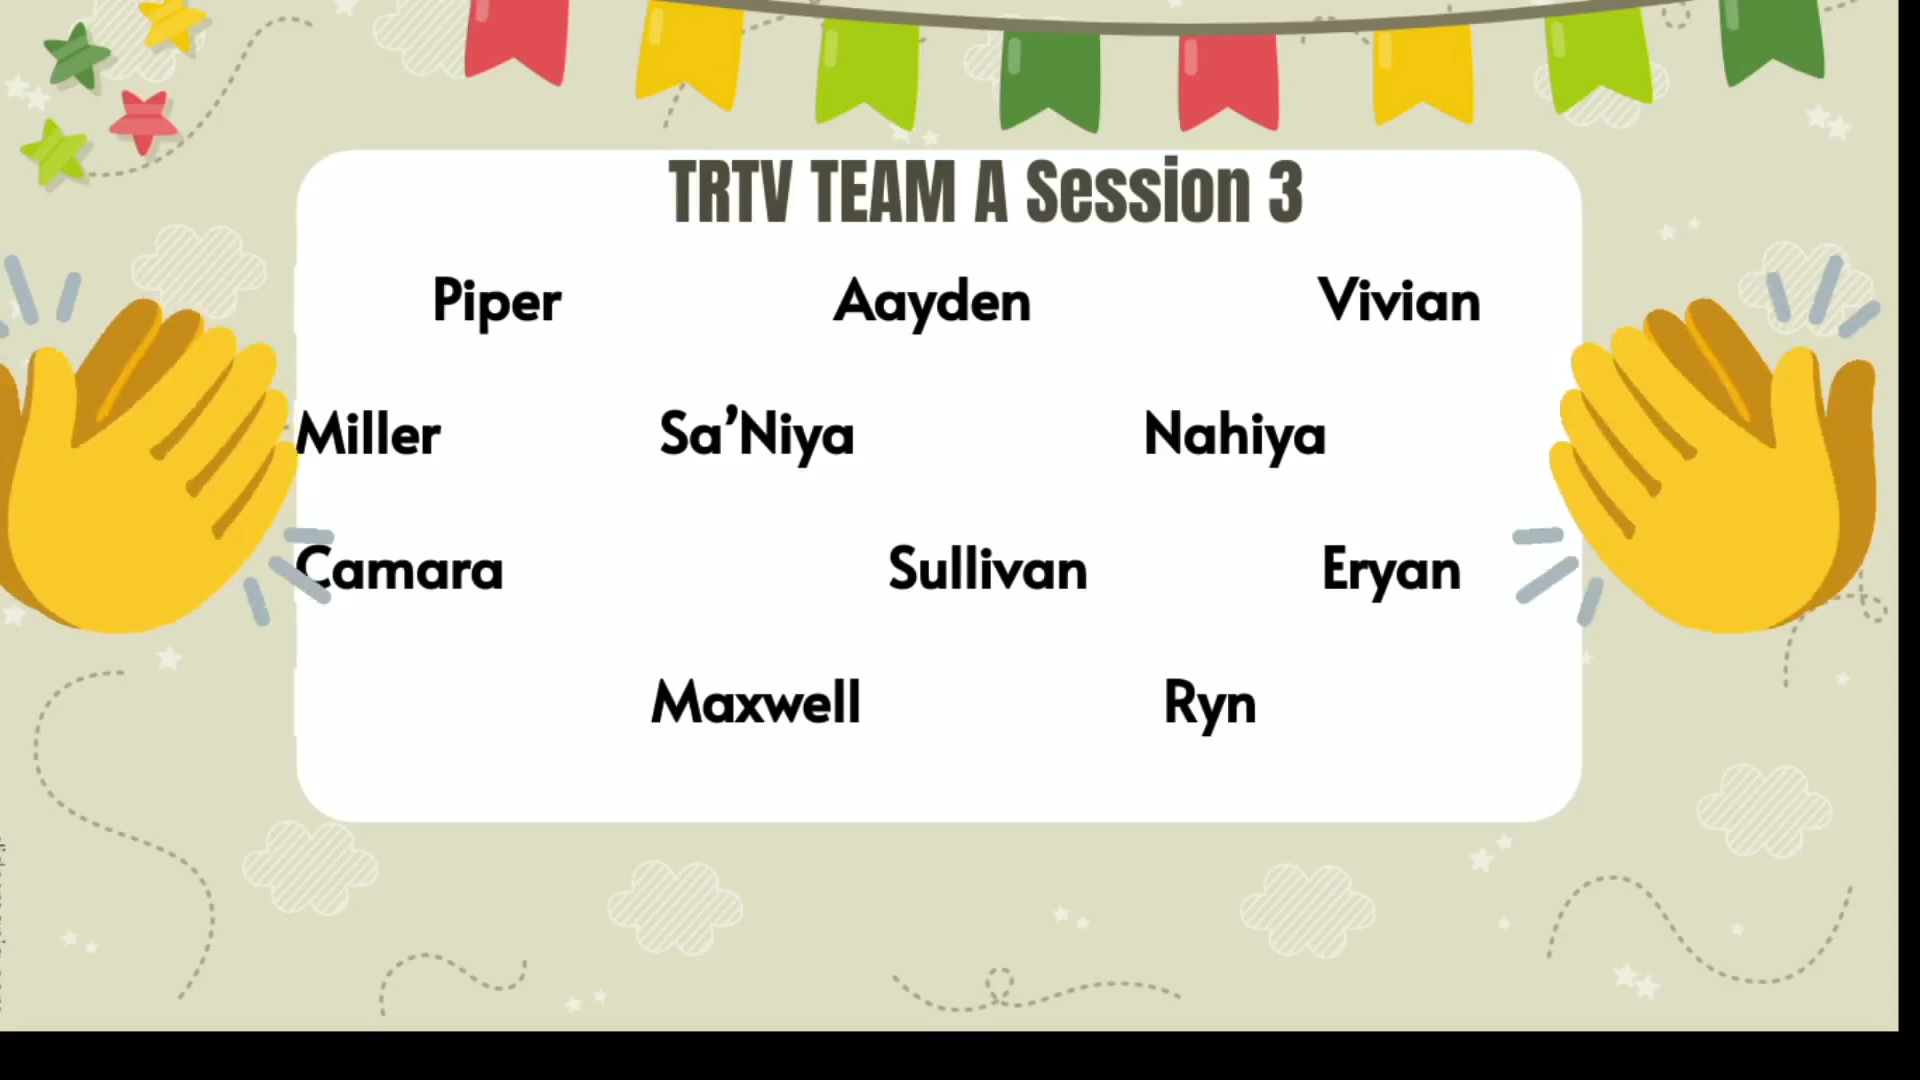 TRTV TEAM A Session 3
Piper Aayden Vivian
Miller Sa’Niya Nahiya
Camara Sullivan Eryan
Maxwell Ryn